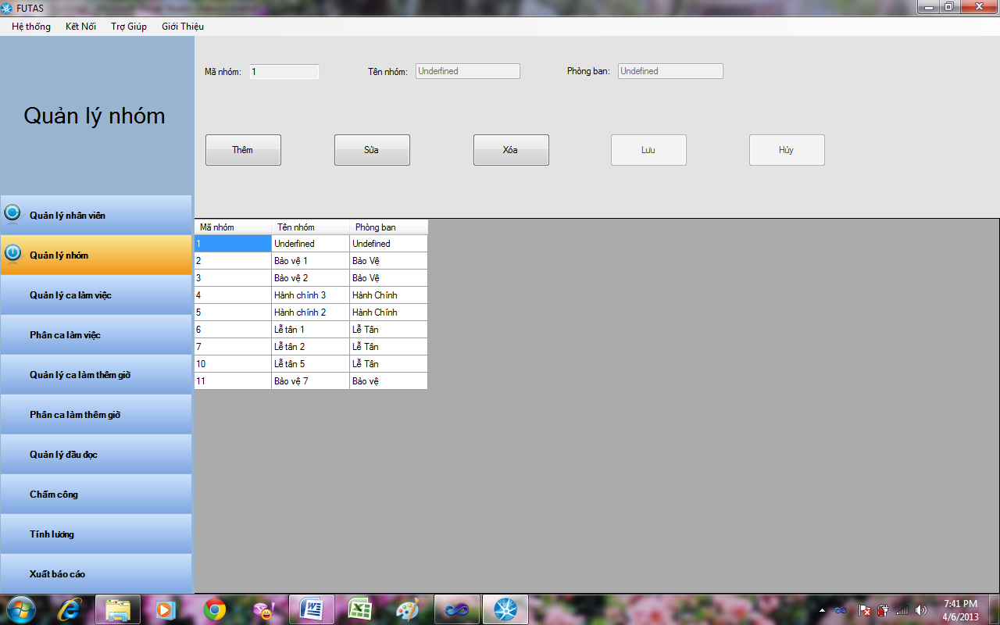 FUTAS
Hệ thống Kết Nối Trợ Giúp Giới Thiệu
Quản lý nhóm
Mã nhóm: 1 Tên nhóm: Undefined Phòng ban: Undefined
Thêm Sửa Xóa Lưu Hủy
Quản lý nhân viên
Quản lý nhóm
Quản lý ca làm việc
Phân ca làm việc
Quản lý ca làm thêm giờ
Phân ca làm thêm giờ
Quản lý đầu đọc
Chấm công
Tính lương
Xuất báo cáo
Mã nhóm Tên nhóm Phòng ban
1 Undefined Undefined
2 Bảo vệ 1 Bảo Vệ
3 Bảo vệ 2 Bảo Vệ
4 Hành chính 3 Hành Chính
5 Hành chính 2 Hành Chính
6 Lễ tân 1 Lễ Tân
7 Lễ tân 2 Lễ Tân
10 Lễ tân 5 Lễ Tân
11 Bảo vệ 7 Bảo vệ
7:41 PM
4/6/2013